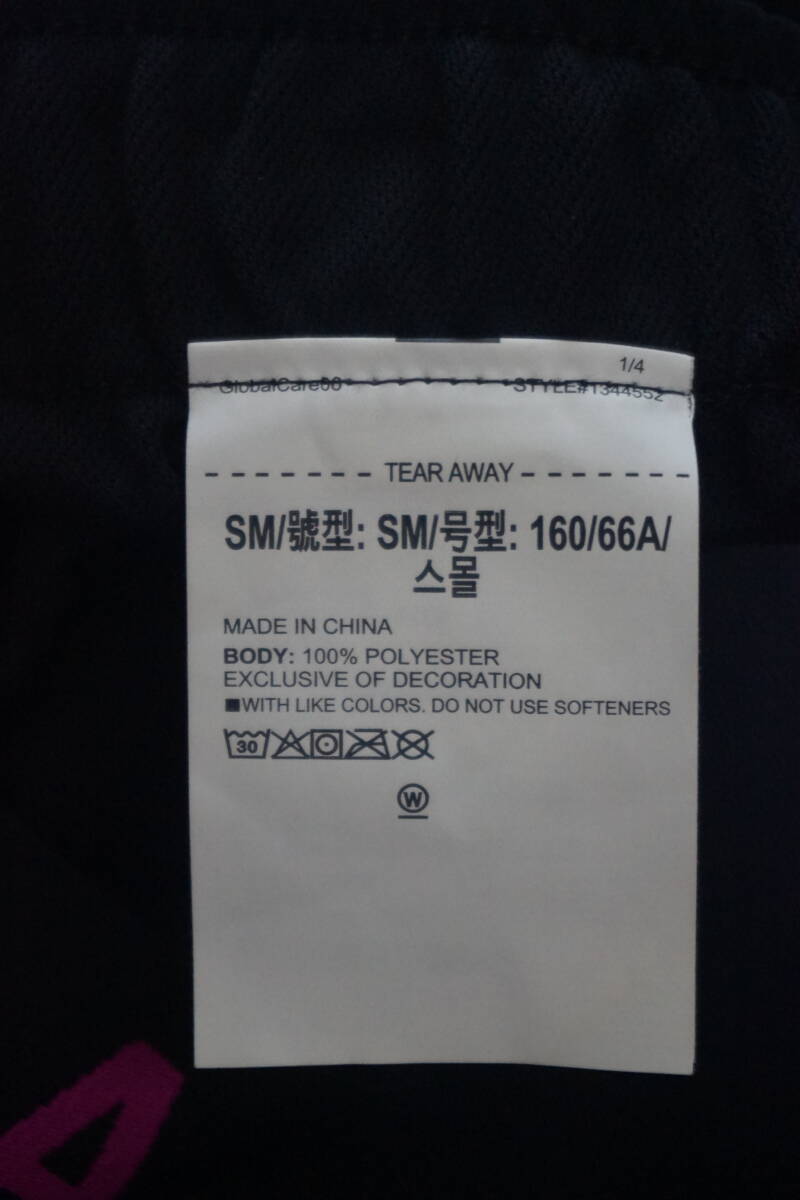 1/4
GlobalCare00 STYLE#1344552
TEAR AWAY
SM/號型: SM/号型: 160/66A/
스몰
MADE IN CHINA
BODY: 100% POLYESTER
EXCLUSIVE OF DECORATION
■WITH LIKE COLORS. DO NOT USE SOFTENERS
30
W